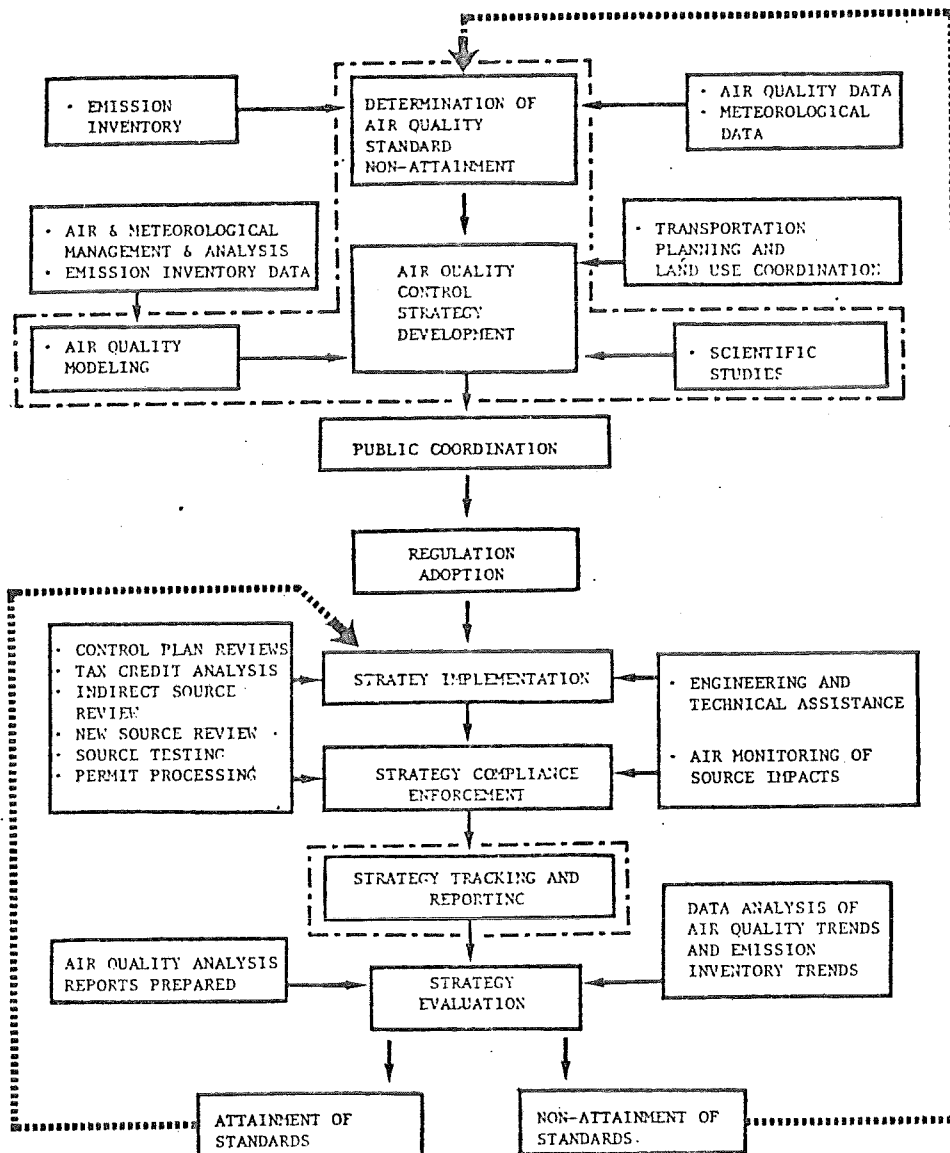 · EMISSION
INVENTORY
DETERMINATION OF
AIR QUALITY
STANDARD
NON-ATTAINMENT
· AIR QUALITY DATA
· METEOROLOGICAL
DATA
· AIR & METEOROLOGICAL
MANAGEMENT & ANALYSIS
· EMISSION INVENTORY DATA
AIR QUALITY
CONTROL
STRATEGY
DEVELOPMENT
· TRANSPORTATION
PLANNING AND
LAND USE COORDINATION
· AIR QUALITY
MODELING
· SCIENTIFIC
STUDIES
PUBLIC COORDINATION
REGULATION
ADOPTION
· CONTROL PLAN REVIEWS
· TAX CREDIT ANALYSIS
· INDIRECT SOURCE
REVIEW
· NEW SOURCE REVIEW
· SOURCE TESTING
· PERMIT PROCESSING
STRATEY IMPLEMENTATION
· ENGINEERING AND
TECHNICAL ASSISTANCE
· AIR MONITORING OF
SOURCE IMPACTS
STRATEGY COMPLIANCE
ENFORCEMENT
STRATEGY TRACKING AND
REPORTING
AIR QUALITY ANALYSIS
REPORTS PREPARED
STRATEGY
EVALUATION
DATA ANALYSIS OF
AIR QUALITY TRENDS
AND EMISSION
INVENTORY TRENDS
ATTAINMENT OF
STANDARDS
NON-ATTAINMENT OF
STANDARDS.